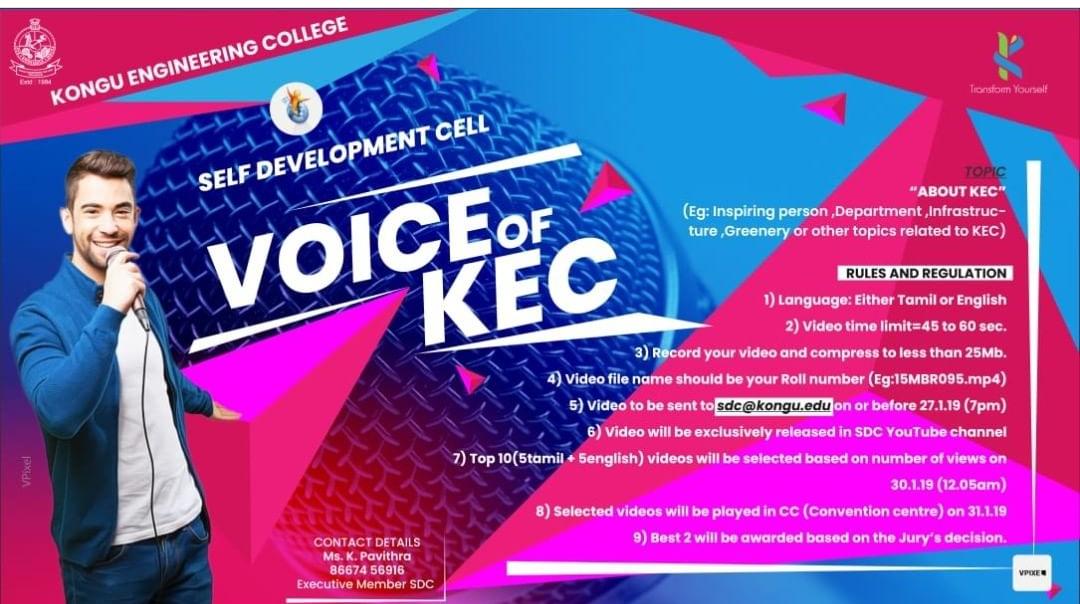 KONGU ENGINEERING COLLEGE
Estd : 1984
Transform Yourself
SELF DEVELOPMENT CELL
VOICE OF
KEC
TOPIC
“ABOUT KEC”
(Eg: Inspiring person ,Department ,Infrastruc-
ture ,Greenery or other topics related to KEC)
RULES AND REGULATION
1) Language: Either Tamil or English
2) Video time limit=45 to 60 sec.
3) Record your video and compress to less than 25Mb.
4) Video file name should be your Roll number (Eg:15MBR095.mp4)
5) Video to be sent to sdc@kongu.edu on or before 27.1.19 (7pm)
6) Video will be exclusively released in SDC YouTube channel
7) Top 10(5tamil + 5english) videos will be selected based on number of views on
30.1.19 (12.05am)
8) Selected videos will be played in CC (Convention centre) on 31.1.19
9) Best 2 will be awarded based on the Jury’s decision.
CONTACT DETAILS
Ms. K. Pavithra
86674 56916
Executive Member SDC
VPixel
VPIXE